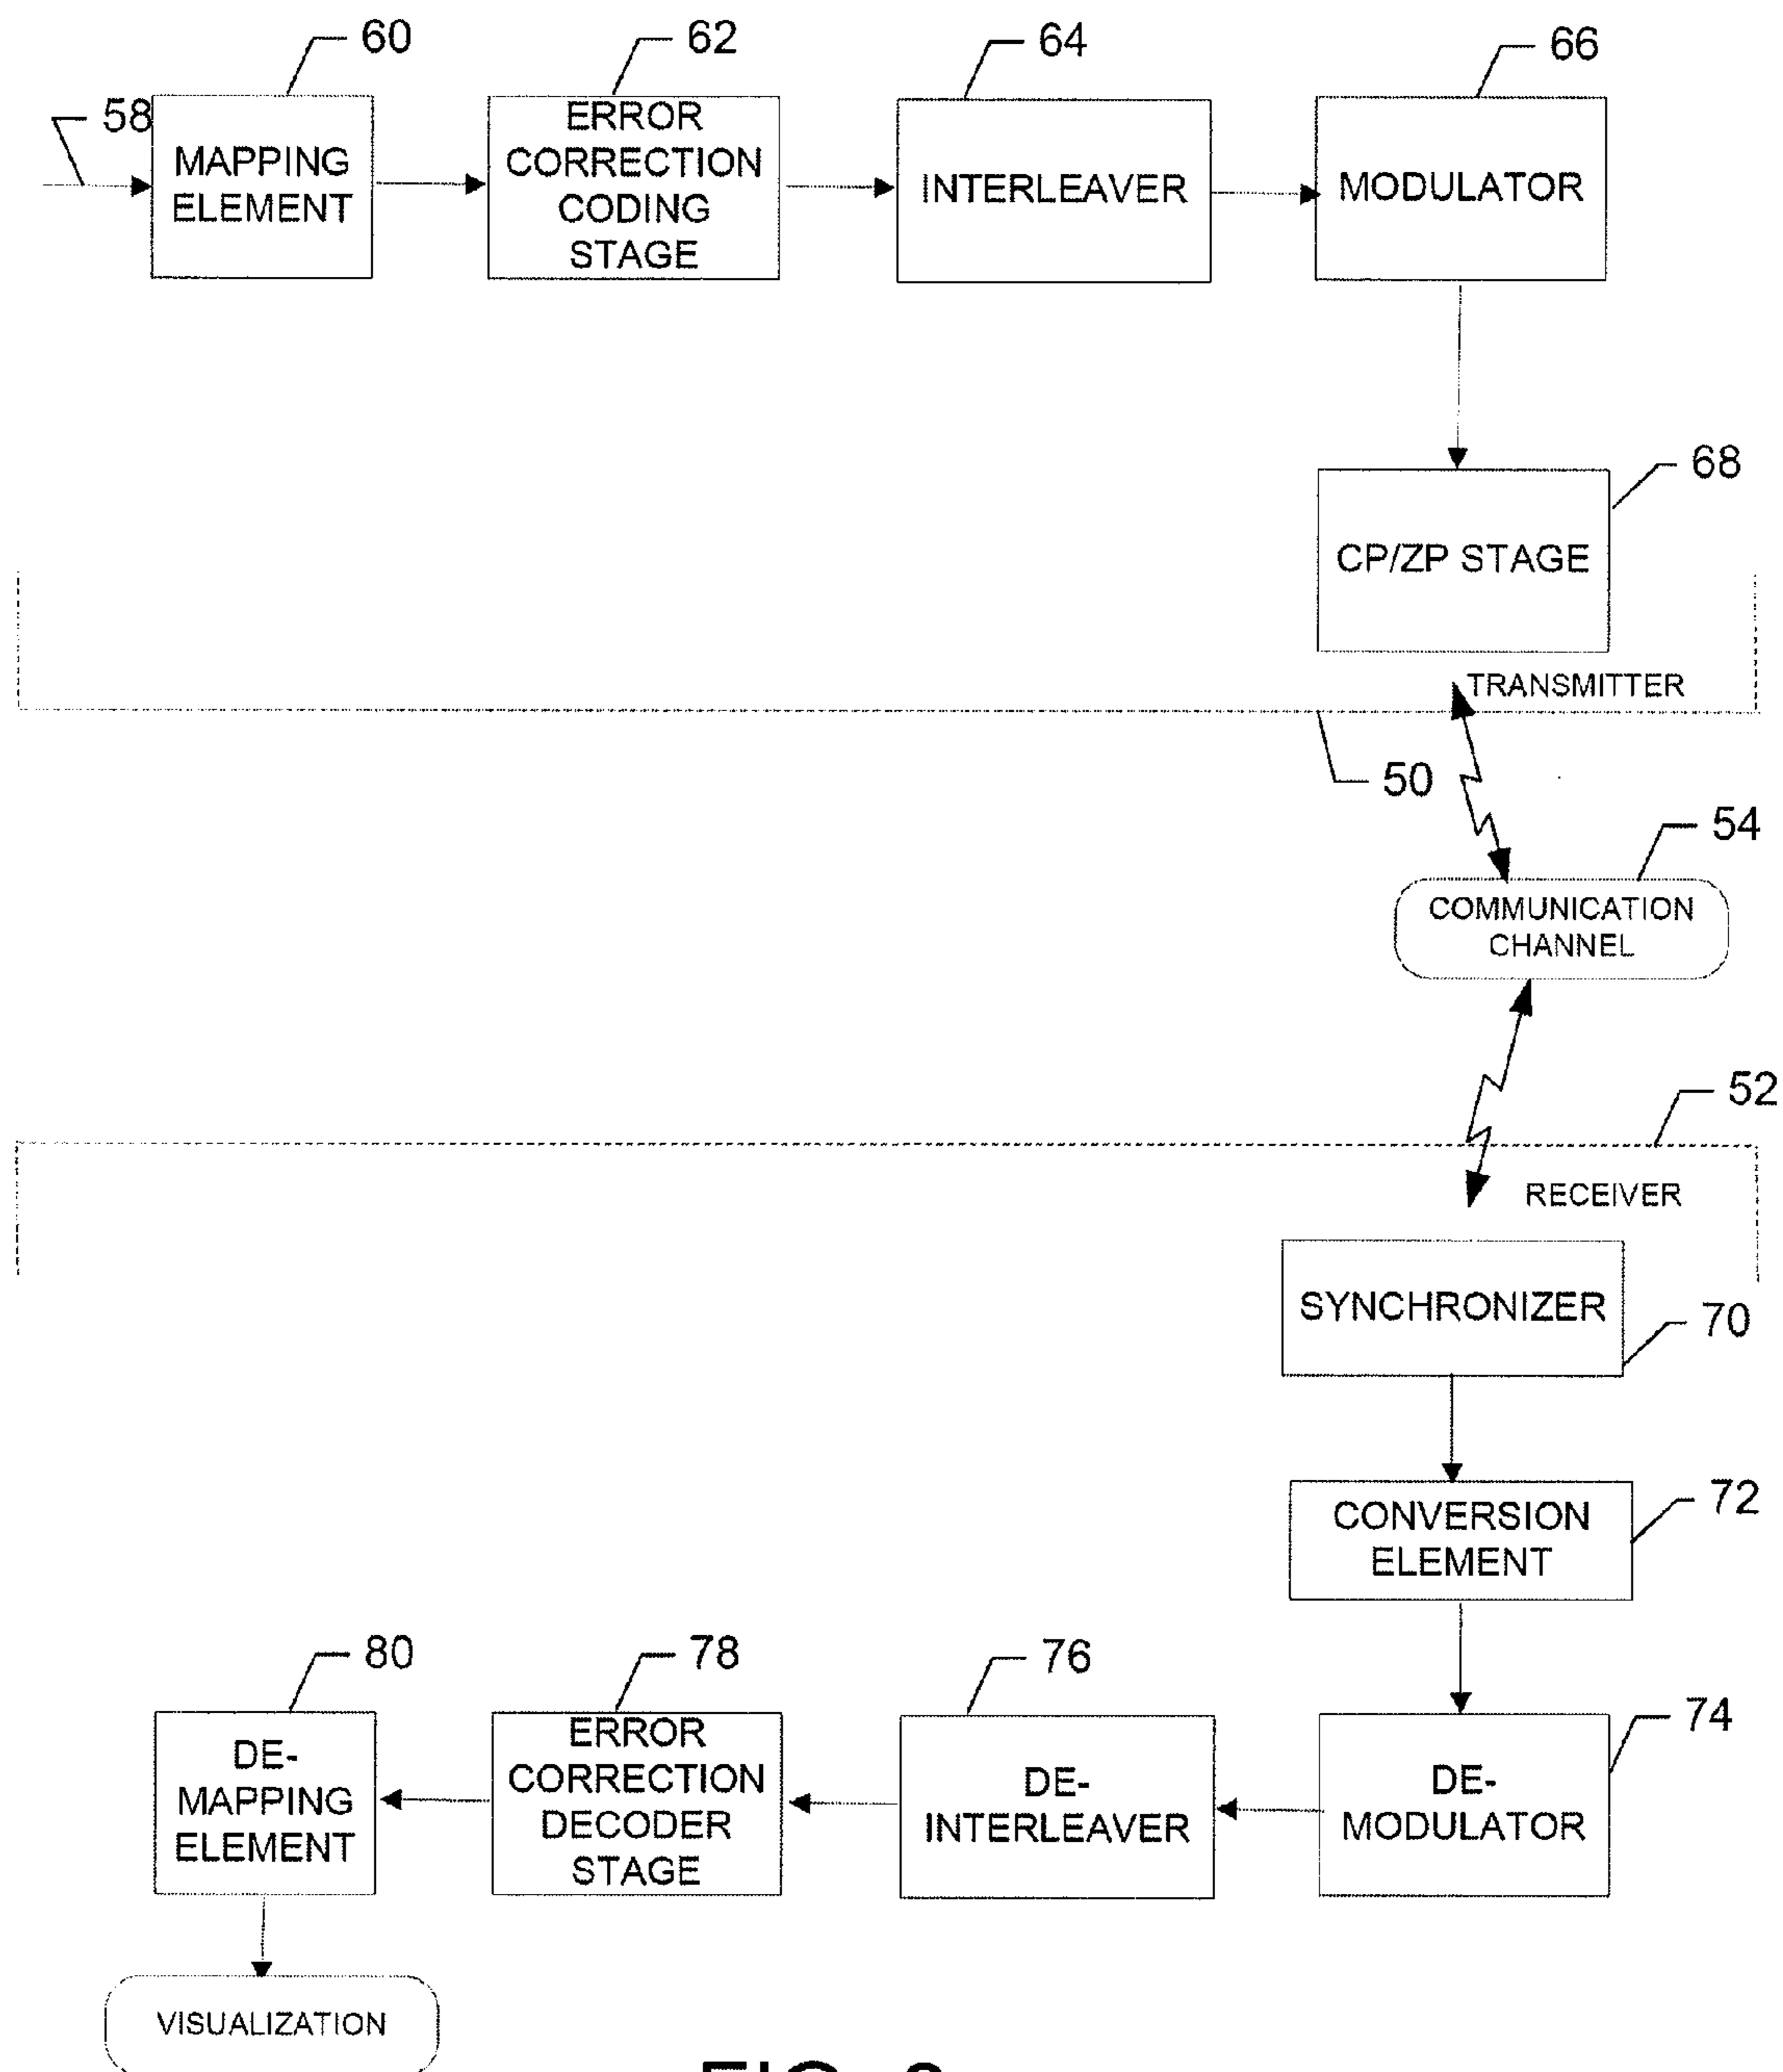 60
62
64
66
58
MAPPING
ELEMENT
ERROR
CORRECTION
CODING
STAGE
INTERLEAVER
MODULATOR
68
CP/ZP STAGE
TRANSMITTER
50
54
COMMUNICATION
CHANNEL
52
RECEIVER
SYNCHRONIZER
70
CONVERSION
ELEMENT
72
80
78
76
74
DE-
MAPPING
ELEMENT
ERROR
CORRECTION
DECODER
STAGE
DE-
INTERLEAVER
DE-
MODULATOR
VISUALIZATION
FIG.